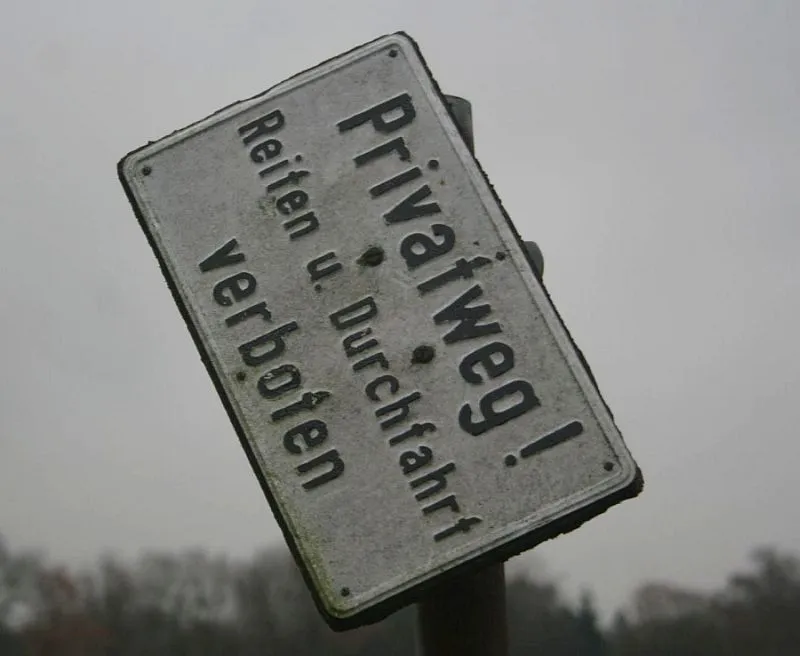 Privatweg!
Reiten u. Durchfahrt
verboten